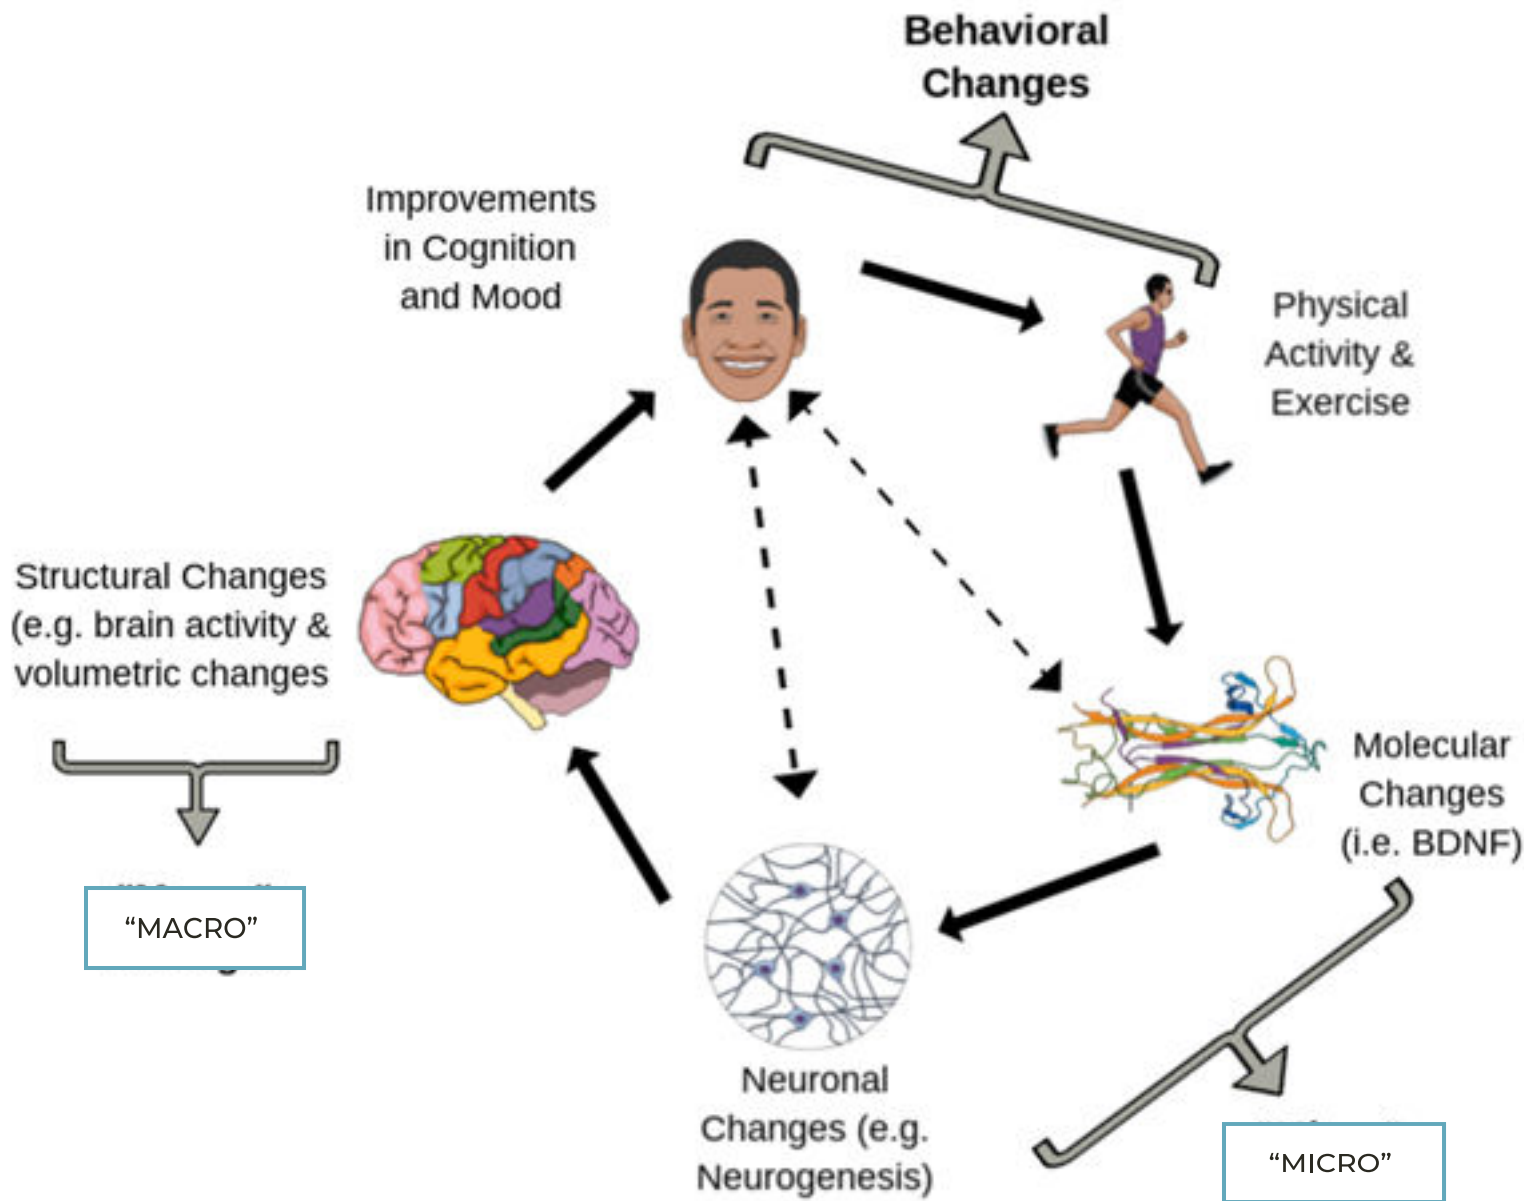 Behavioral
Changes
Improvements
in Cognition
and Mood
Physical
Activity &
Exercise
Structural Changes
(e.g. brain activity &
volumetric changes
Molecular
Changes
(i.e. BDNF)
“MACRO”
Neuronal
Changes (e.g.
Neurogenesis)
“MICRO”